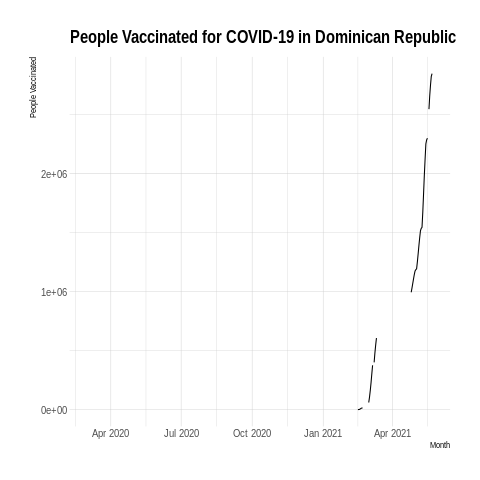 People Vaccinated for COVID-19 in Dominican Republic
People Vaccinated
2e+06
1e+06
0e+00
Apr 2020 Jul 2020 Oct 2020 Jan 2021 Apr 2021
Month